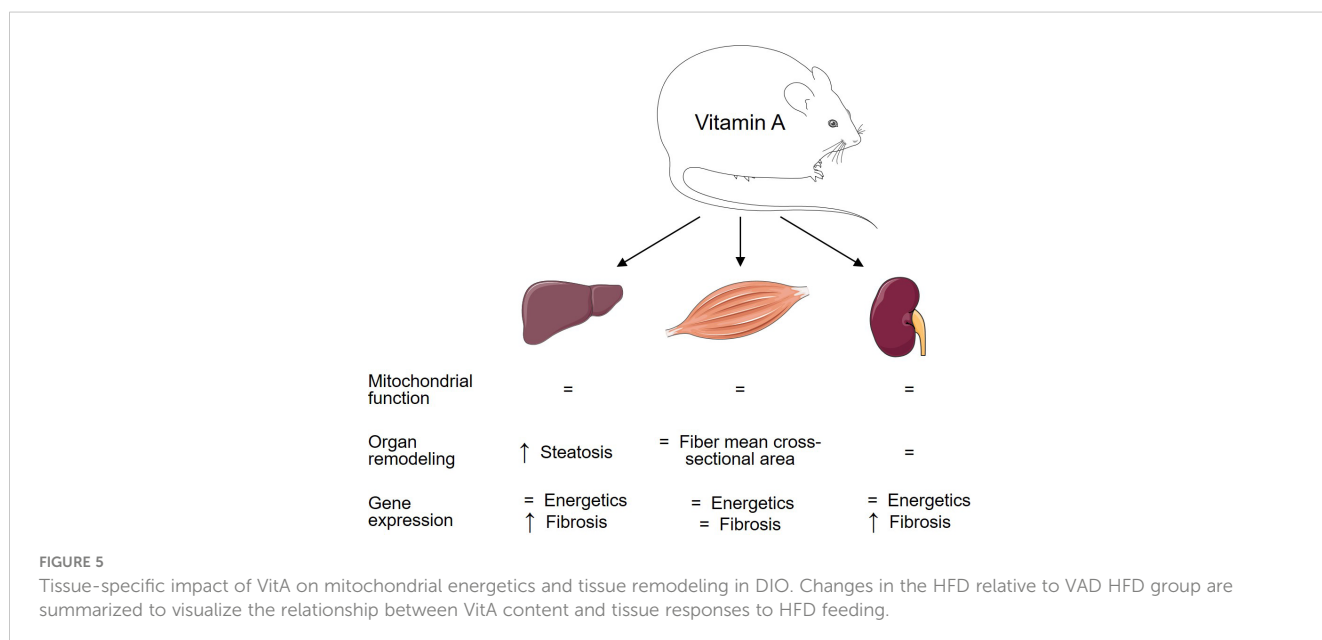 Vitamin A
Mitochondrial
function
=
=
=
Organ
remodeling
↑ Steatosis
= Fiber mean cross-
sectional area
=
Gene
expression
= Energetics
↑ Fibrosis
= Energetics
= Fibrosis
= Energetics
↑ Fibrosis
FIGURE 5
Tissue-specific impact of VitA on mitochondrial energetics and tissue remodeling in DIO. Changes in the HFD relative to VAD HFD group are
summarized to visualize the relationship between VitA content and tissue responses to HFD feeding.